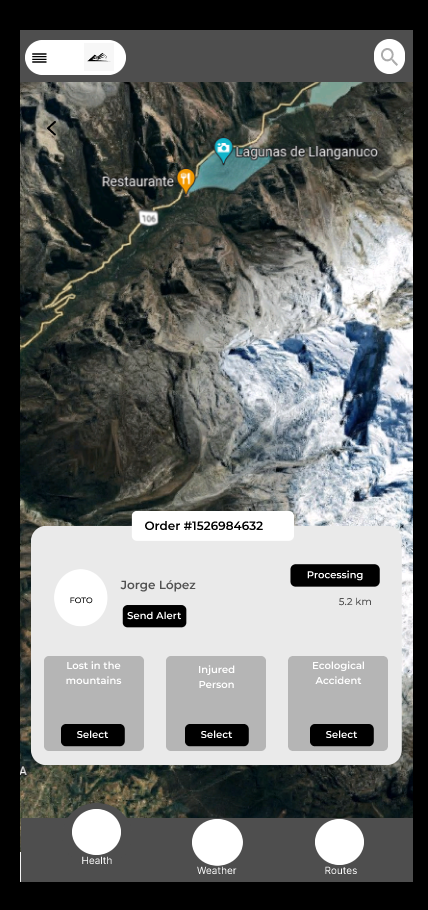 Lagunas de Llanganuco
Restaurante
106
Order #1526984632
Processing
Jorge López
FOTO
5.2 km
Send Alert
Lost in the
mountains
Injured
Person
Ecological
Accident
Select
Select
Select
A
Health
Weather
Routes